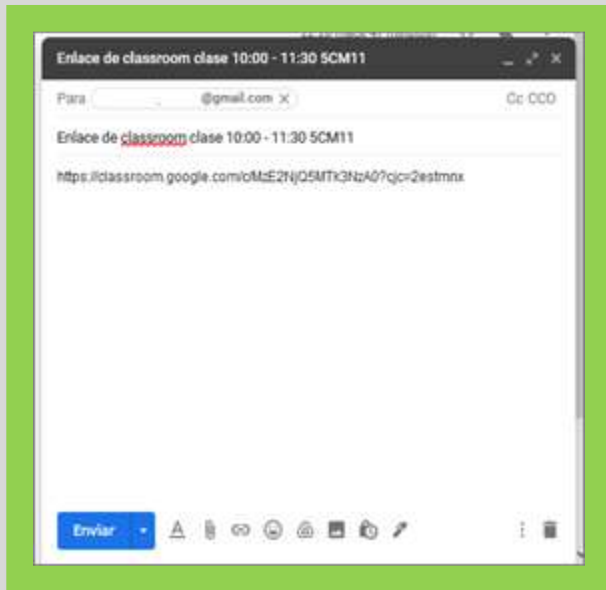 Enlace de classroom clase 10:00 - 11:30 5CM11
Para @gmail.com Cc CCO
Enlace de classroom clase 10:00 - 11:30 5CM11
https://classroom.google.com/c/MzE2NjQ5MTk3NzA0?cjc=2estmnx
Enviar